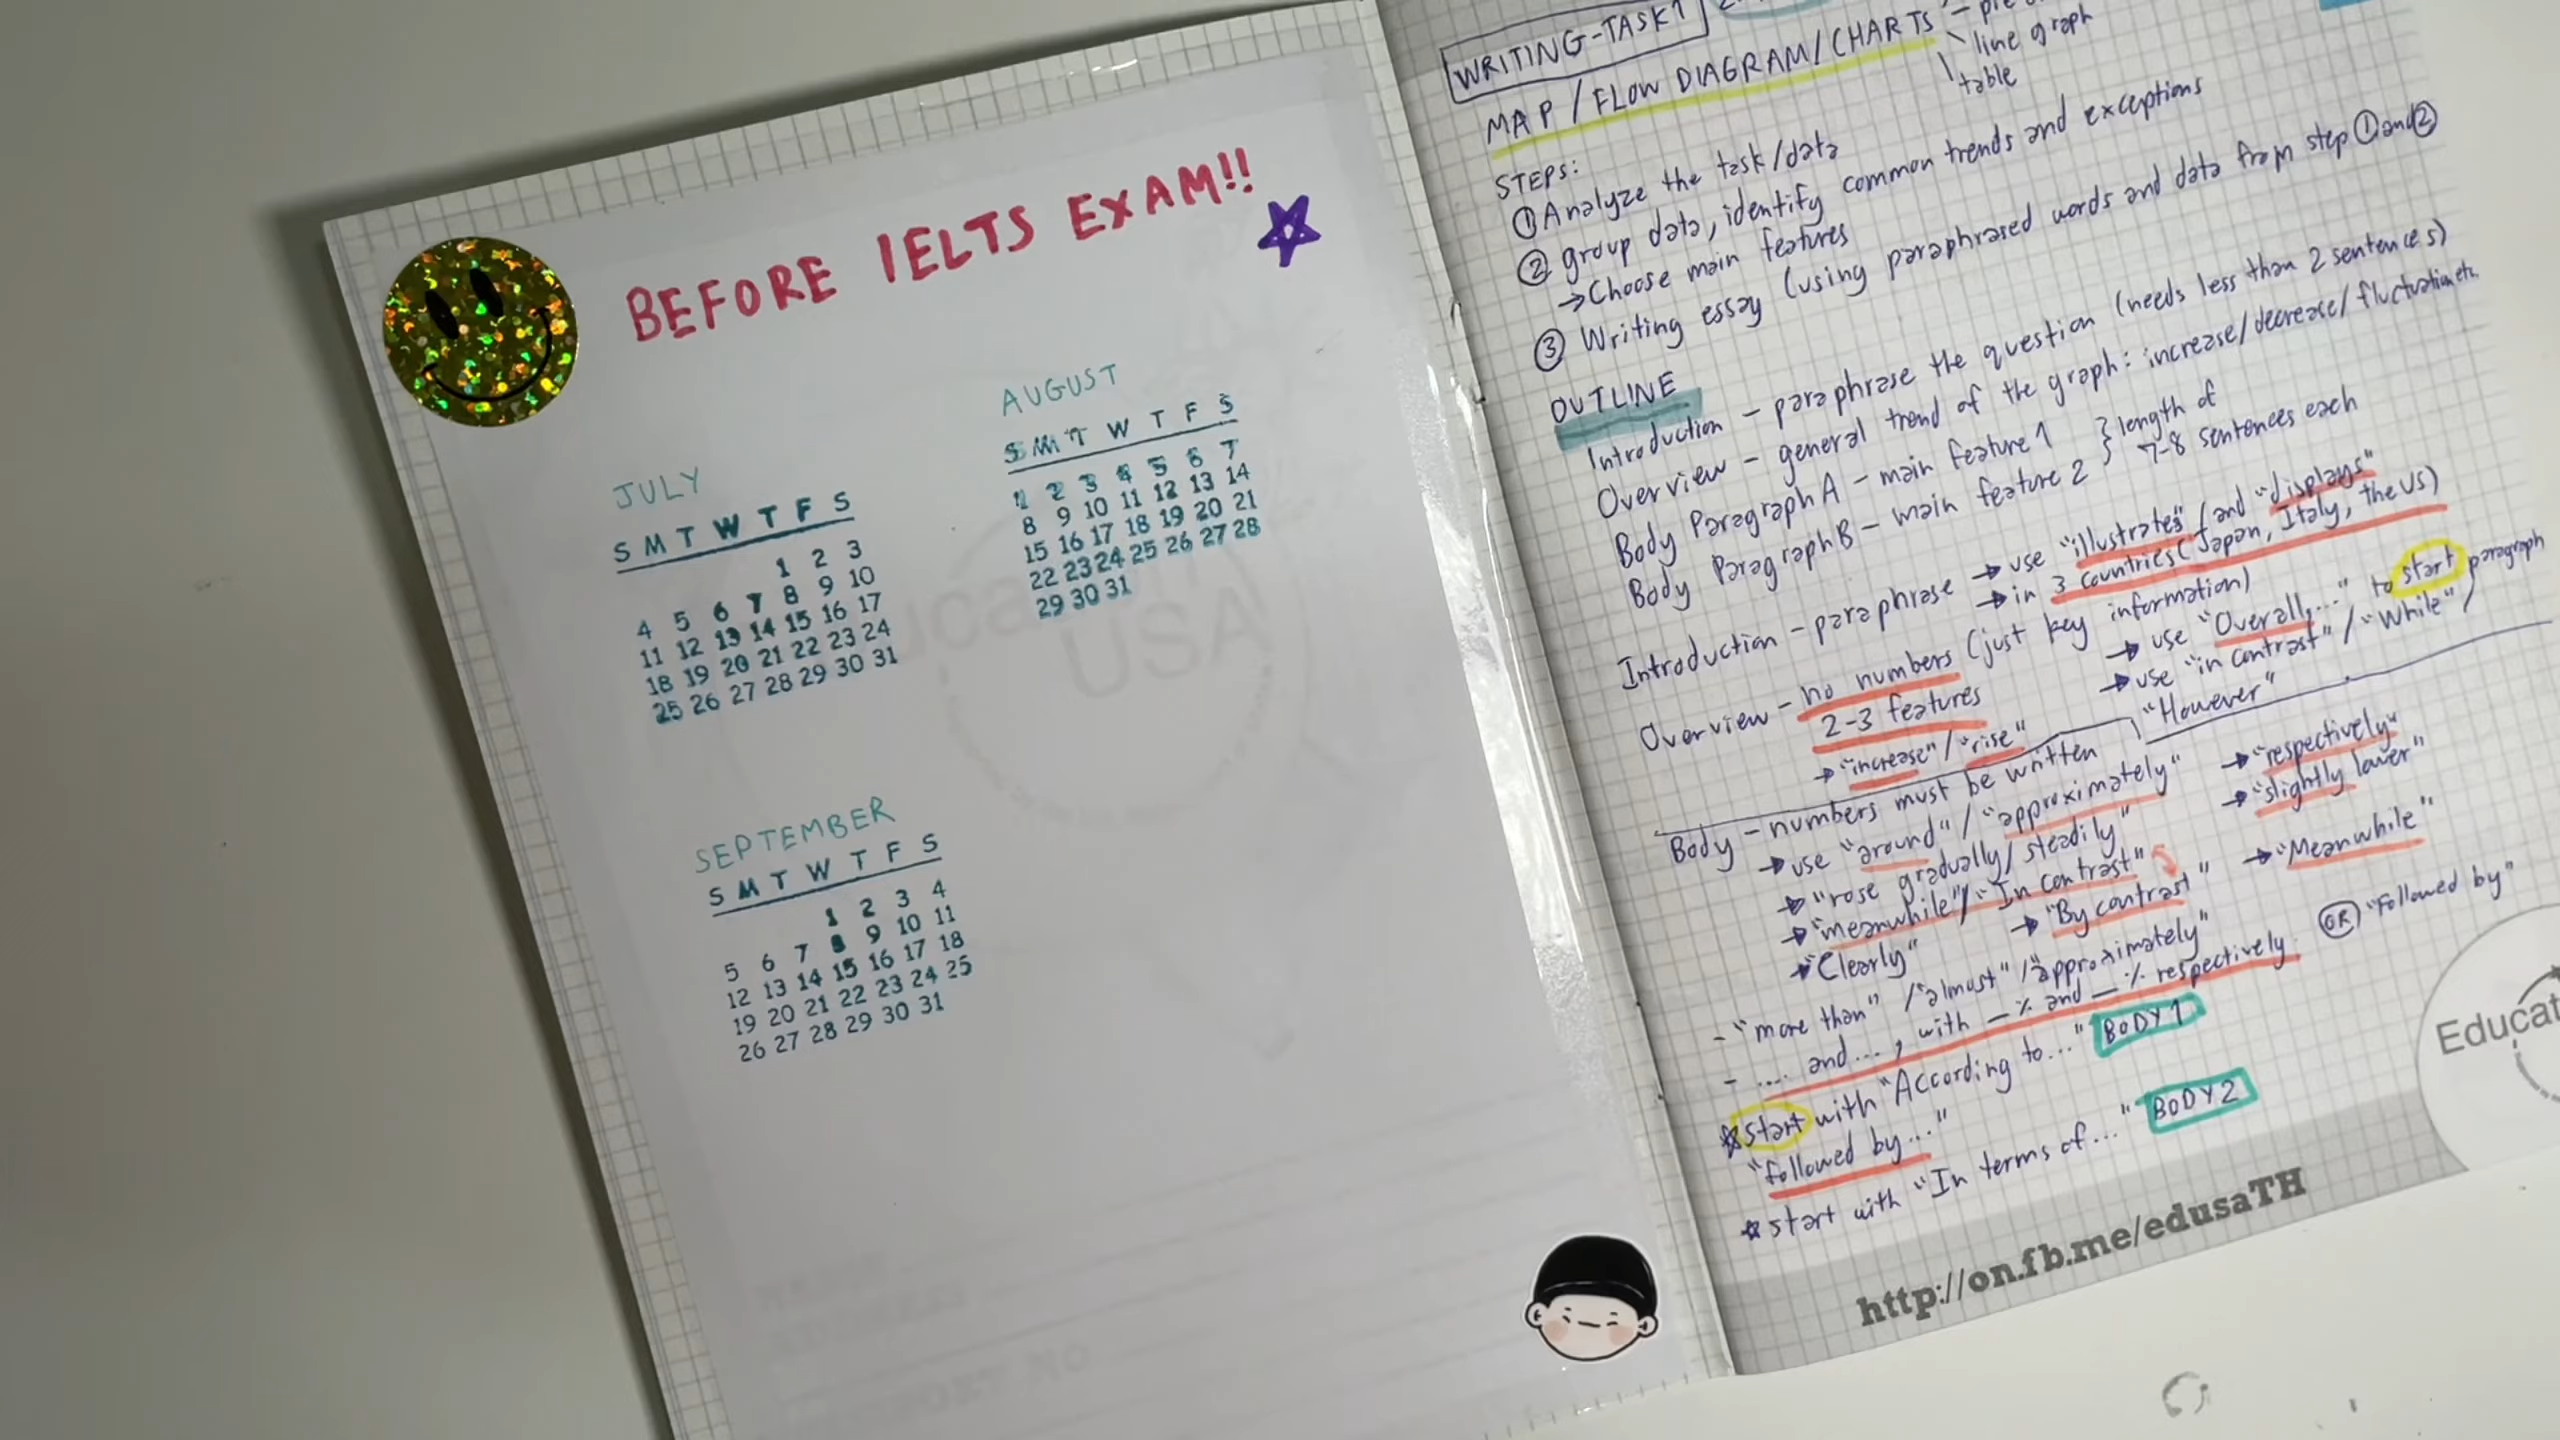 BEFORE IELTS EXAM!!
JULY
S M T W T F S
1 2 3
4 5 6 7 8 9 10
11 12 13 14 15 16 17
18 19 20 21 22 23 24
25 26 27 28 29 30 31
AUGUST
S M T W T F S
1 2 3 4 5 6 7
8 9 10 11 12 13 14
15 16 17 18 19 20 21
22 23 24 25 26 27 28
29 30 31
SEPTEMBER
S M T W T F S
1 2 3 4
5 6 7 8 9 10 11
12 13 14 15 16 17 18
19 20 21 22 23 24 25
26 27 28 29 30 31
USA
WRITING-TASK1
MAP / FLOW DIAGRAM / CHARTS
line graph
table
STEPS:
① Analyze the task/data
② group data, identify common trends and exceptions
→ Choose main features
③ Writing essay (using paraphrased words and data from step ① and ②
OUTLINE
Introduction - paraphrase the question (needs less than 2 sentences)
Overview - general trend of the graph: increase/decrease/fluctuation etc.
Body Paragraph A - main feature 1 } length of
Body Paragraph B - main feature 2 } 7-8 sentences each
Introduction - paraphrase → use "illustrates" / and "displays"
→ in 3 countries (Japan, Italy, the US)
Overview - no numbers (just key information)
2-3 features
→ "increase" / "rise"
→ use "Overall,..." to start paragraph
→ use "in contrast" / "While" /
"However"
Body - numbers must be written
→ use "around" / "approximately"
→ "rose gradually/ steadily"
→ "meanwhile" / "In contrast"
→ "Clearly"
→ "By contrast"
→ "respectively"
→ "slightly lower"
→ "Meanwhile"
- "more than" / "almost" / "approximately"
- .... and ..., with — % and — % respectively. OR "Followed by"
☆ start with "According to..." BODY 1
"followed by..."
☆ start with "In terms of..." BODY 2
http://on.fb.me/edusaTH